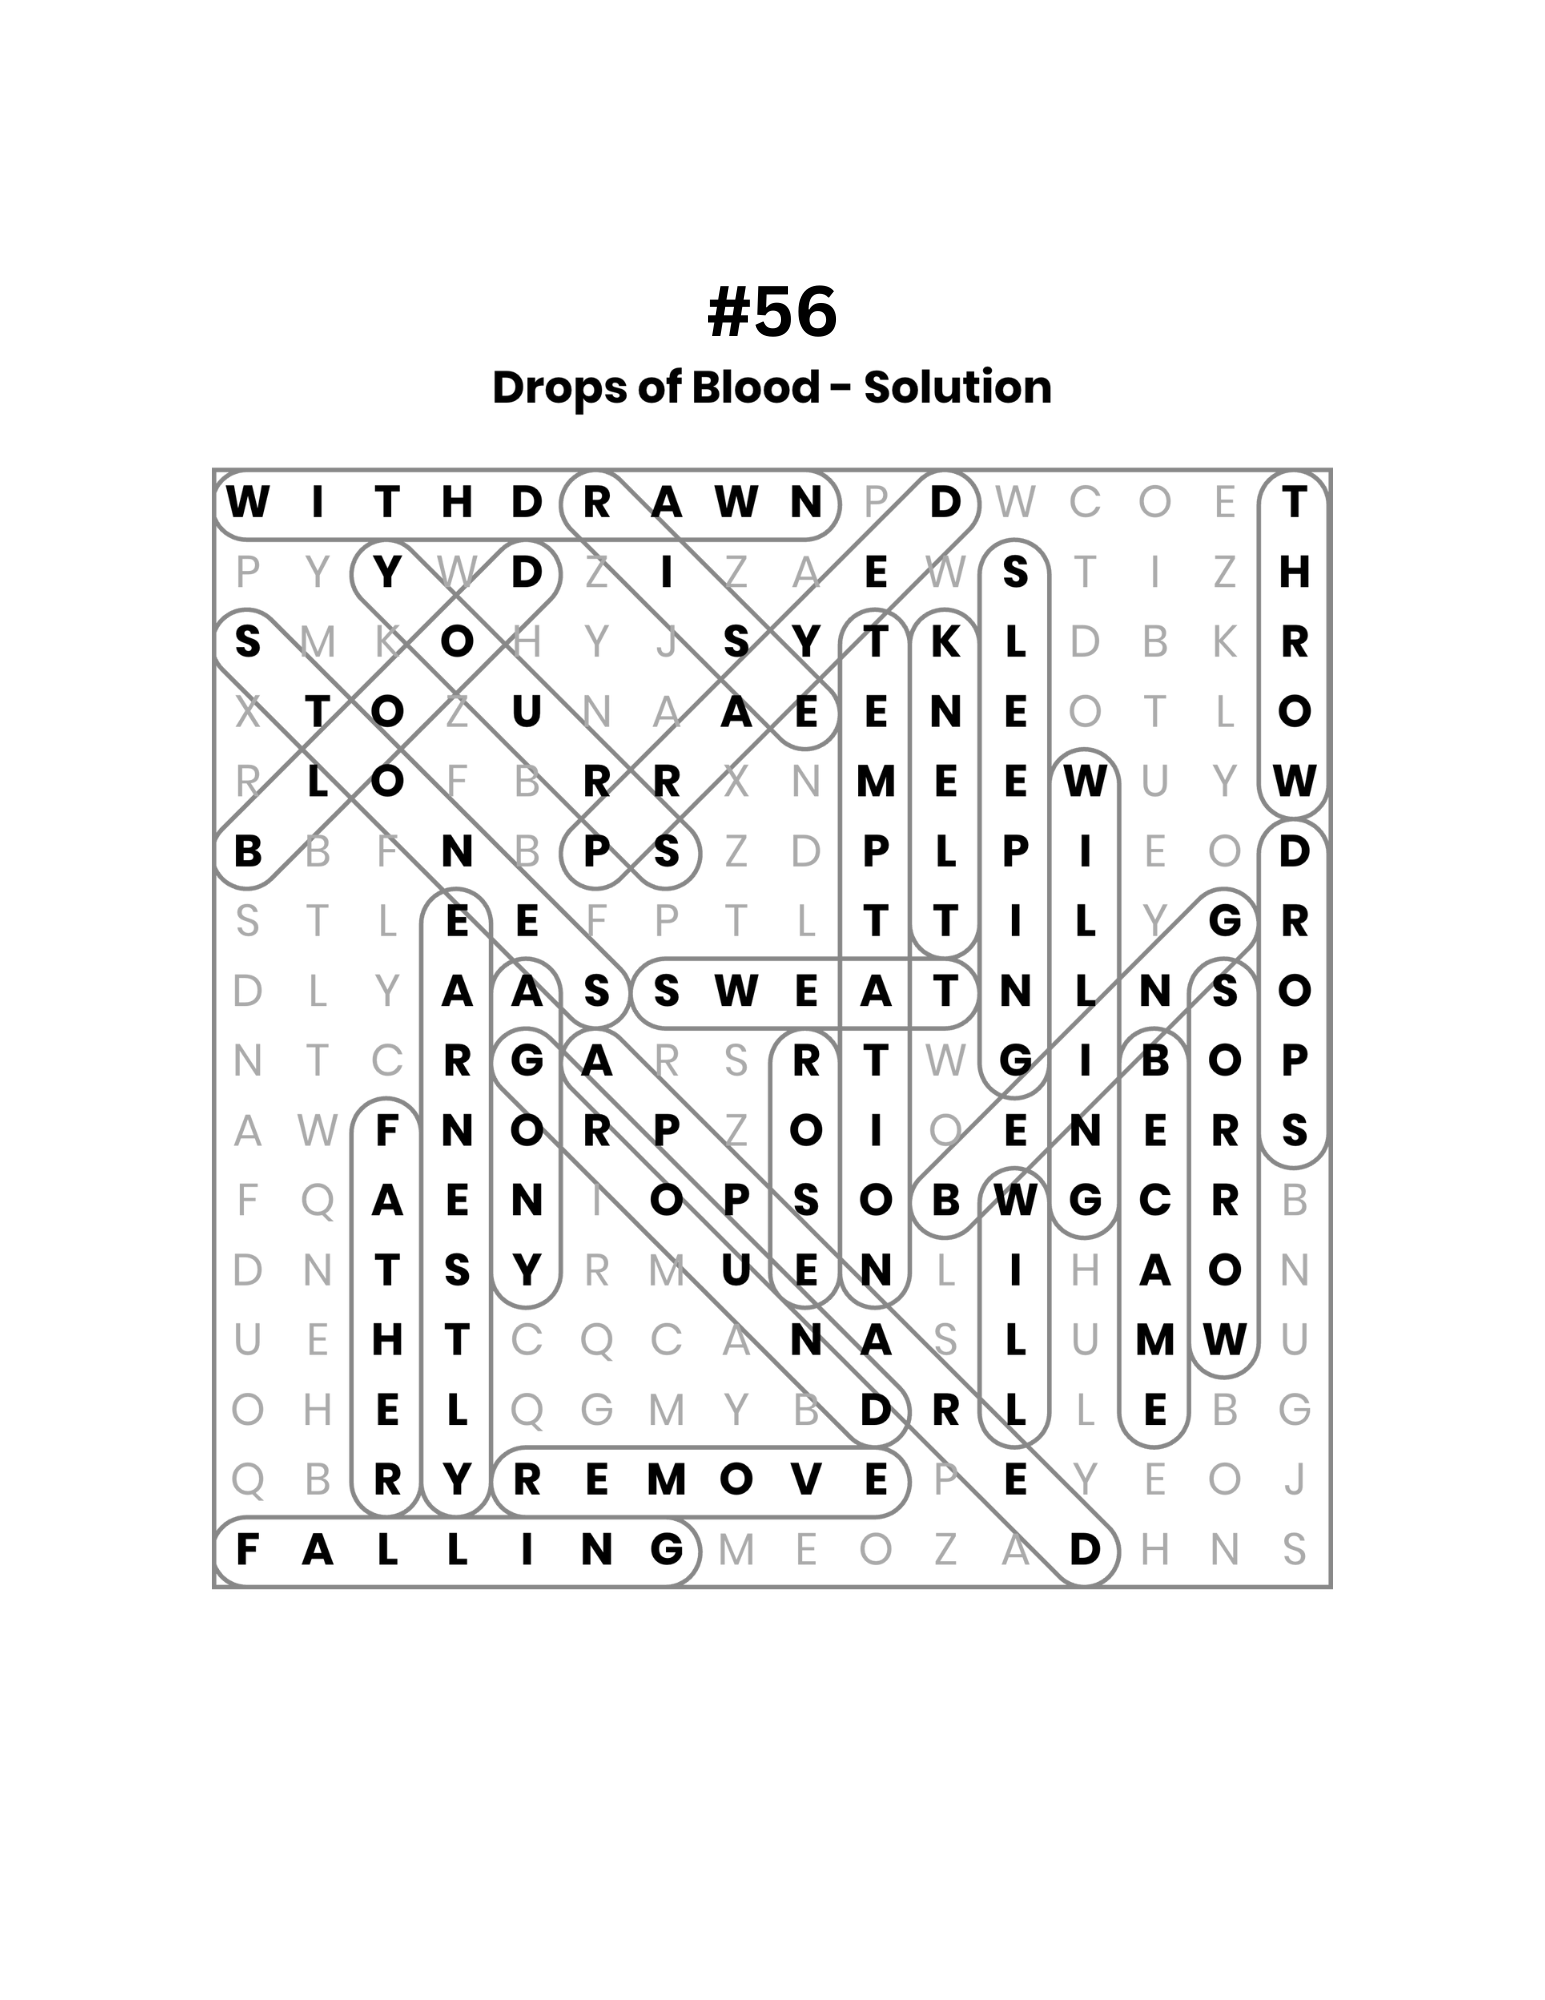 #56
Drops of Blood - Solution
W I T H D R A W N P D W C O E T
P Y Y W D Z I Z A E W S T I Z H
S M K O H Y J S Y T K L D B K R
X T O Z U N A A E E N E O T L O
R L O F B R R X N M E E W U Y W
B B F N B P S Z D P L P I E O D
S T L E E F P T L T T I L Y G R
D L Y A A S S W E A T N L N S O
N T C R G A R S R T W G I B O P
A W F N O R P Z O I O E N E R S
F Q A E N I O P S O B W G C R B
D N T S Y R M U E N L I H A O N
U E H T C Q C A N A S L U M W U
O H E L Q G M Y B D R L L E B G
Q B R Y R E M O V E P E Y E O J
F A L L I N G M E O Z A D H N S